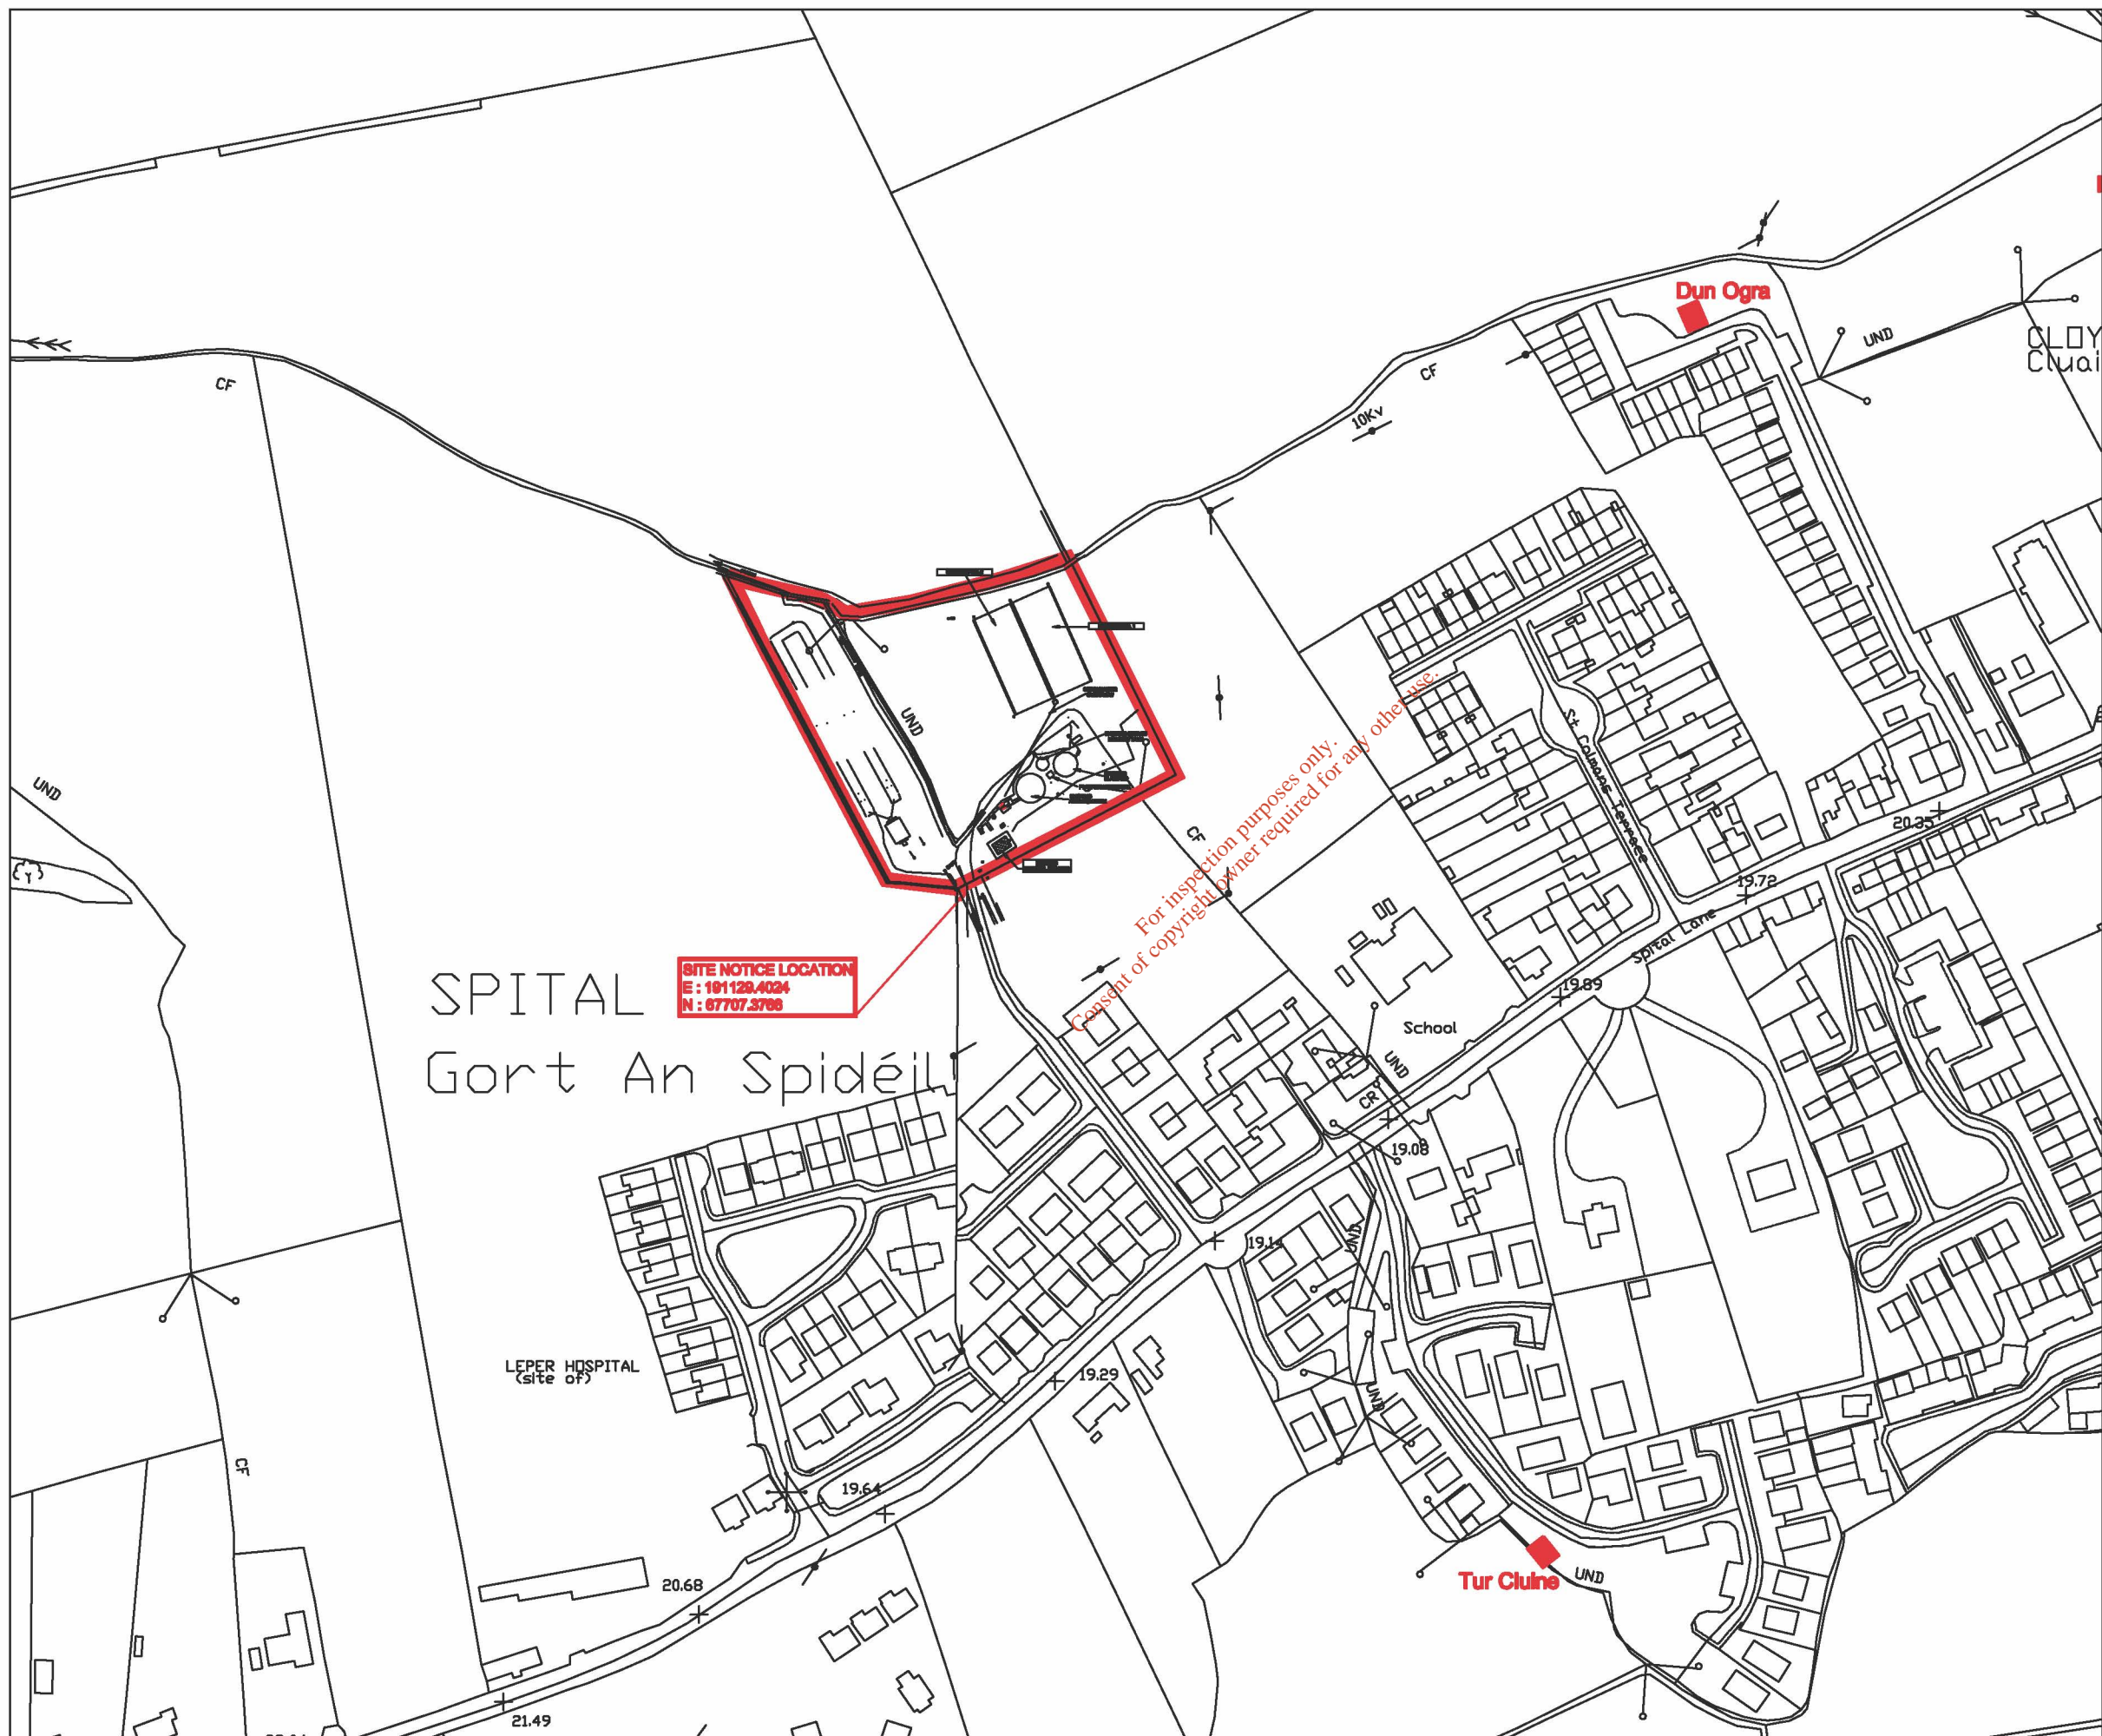 Dun Ogra
UND
CLOY
Cluai
CF
CF
10Kv
UND
UND
St Colmans Terrace
20.35
CF
For inspection purposes only.
Consent of copyright owner required for any other use.
19.72
Spital Lane
19.89
SPITAL
Gort An Spidéil
SITE NOTICE LOCATION
E : 191129.4024
N : 67707.3766
School
UND
CR
19.08
19.14
UND
LEPER HOSPITAL
(site of)
19.29
UND
CF
19.64
20.68
Tur Cluine
UND
21.49